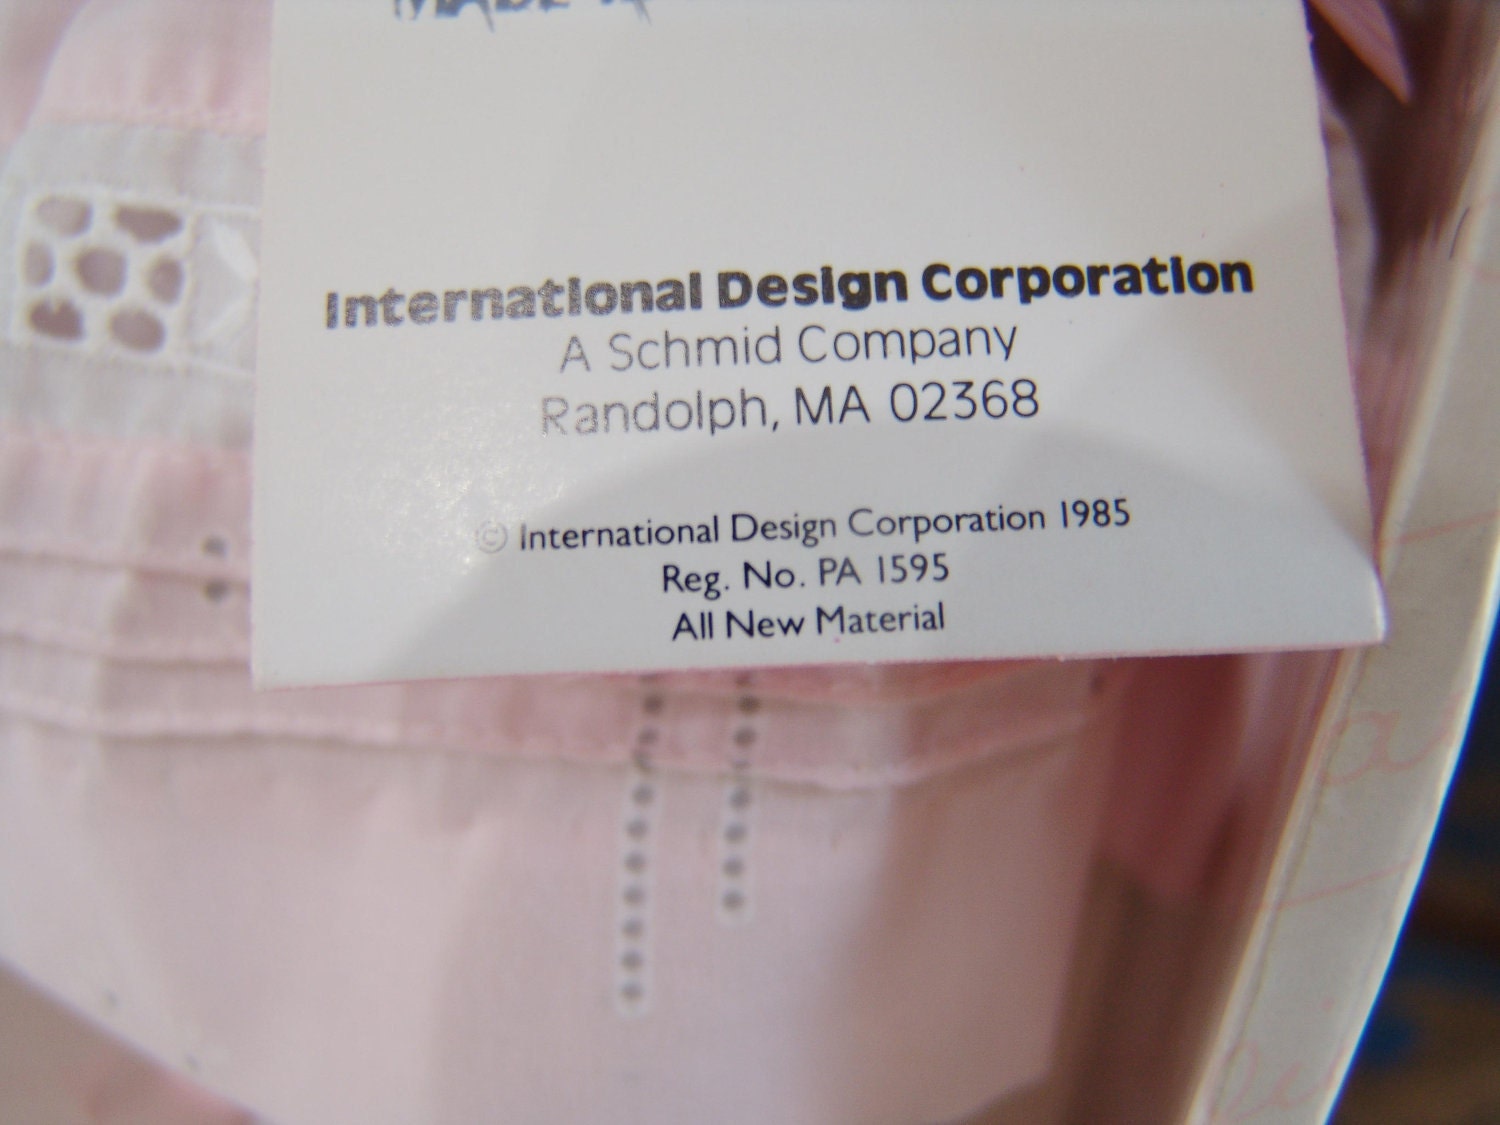 MADE
International Design Corporation
A Schmid Company
Randolph, MA 02368
© International Design Corporation 1985
Reg. No. PA 1595
All New Material